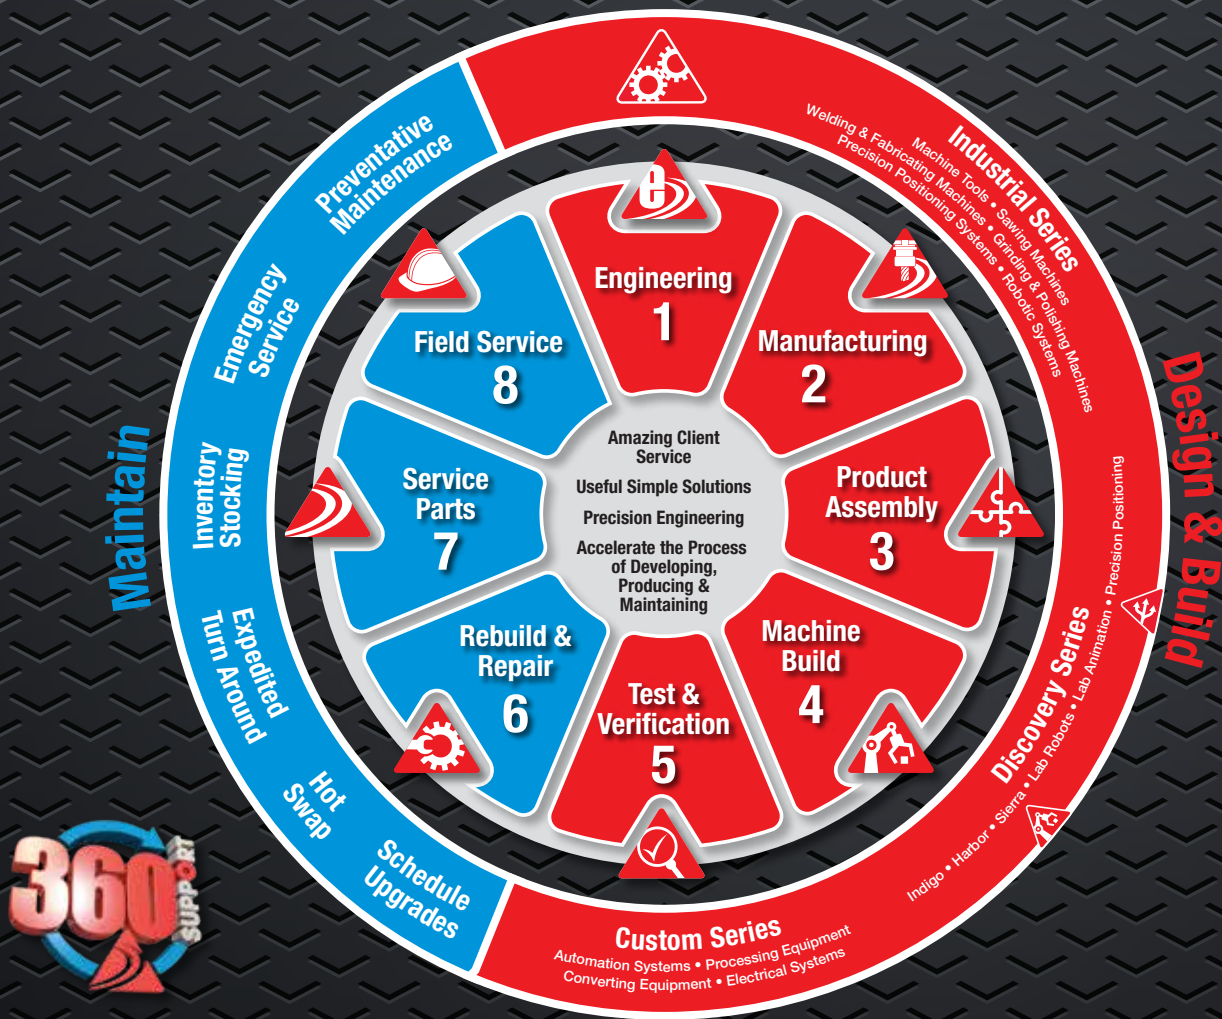 Design & Build
Industrial Series
Machine Tools • Sawing Machines
Welding & Fabricating Machines • Grinding & Polishing Machines
Precision Positioning Systems • Robotic Systems
Discovery Series
Indigo • Harbor • Sierra • Lab Robots • Lab Animation • Precision Positioning
Custom Series
Automation Systems • Processing Equipment
Converting Equipment • Electrical Systems
Maintain
Preventative
Maintenance
Emergency
Service
Inventory
Stocking
Expedited
Turn Around
Hot
Swap
Schedule
Upgrades
e
Engineering
1
Manufacturing
2
Product
Assembly
3
Machine
Build
4
Test &
Verification
5
Rebuild &
Repair
6
Service
Parts
7
Field Service
8
Amazing Client
Service
Useful Simple Solutions
Precision Engineering
Accelerate the Process
of Developing,
Producing &
Maintaining
360°
SUPPORT